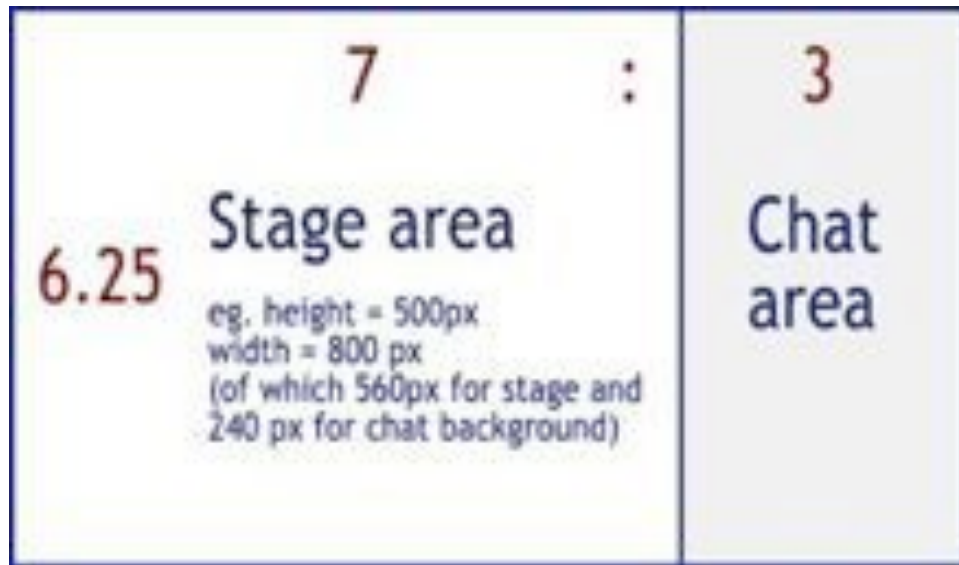 7 : 3
6.25
Stage area
eg. height = 500px
width = 800 px
(of which 560px for stage and
240 px for chat background)
Chat
area